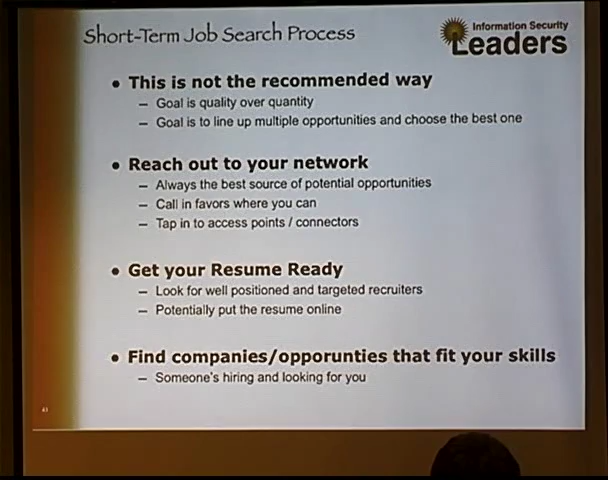 Short-Term Job Search Process
Information Security
Leaders
• This is not the recommended way
– Goal is quality over quantity
– Goal is to line up multiple opportunities and choose the best one
• Reach out to your network
– Always the best source of potential opportunities
– Call in favors where you can
– Tap in to access points / connectors
• Get your Resume Ready
– Look for well positioned and targeted recruiters
– Potentially put the resume online
• Find companies/opporunties that fit your skills
– Someone's hiring and looking for you